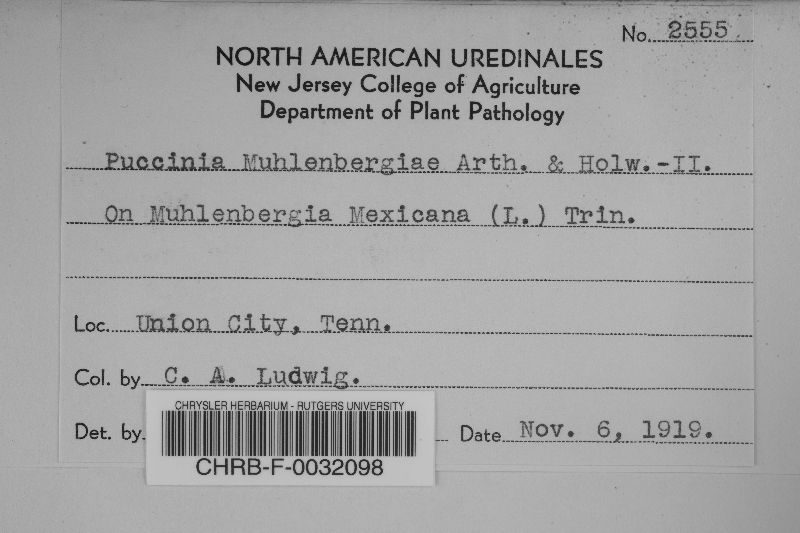 No. 2555
NORTH AMERICAN UREDINALES
New Jersey College of Agriculture
Department of Plant Pathology
Puccinia Muhlenbergiae Arth. & Holw.-II.
On Muhlenbergia Mexicana (L.) Trin.
Loc. Union City, Tenn.
Col. by C. A. Ludwig.
Det. by
Date Nov. 6, 1919.
CHRYSLER HERBARIUM - RUTGERS UNIVERSITY
CHRB-F-0032098